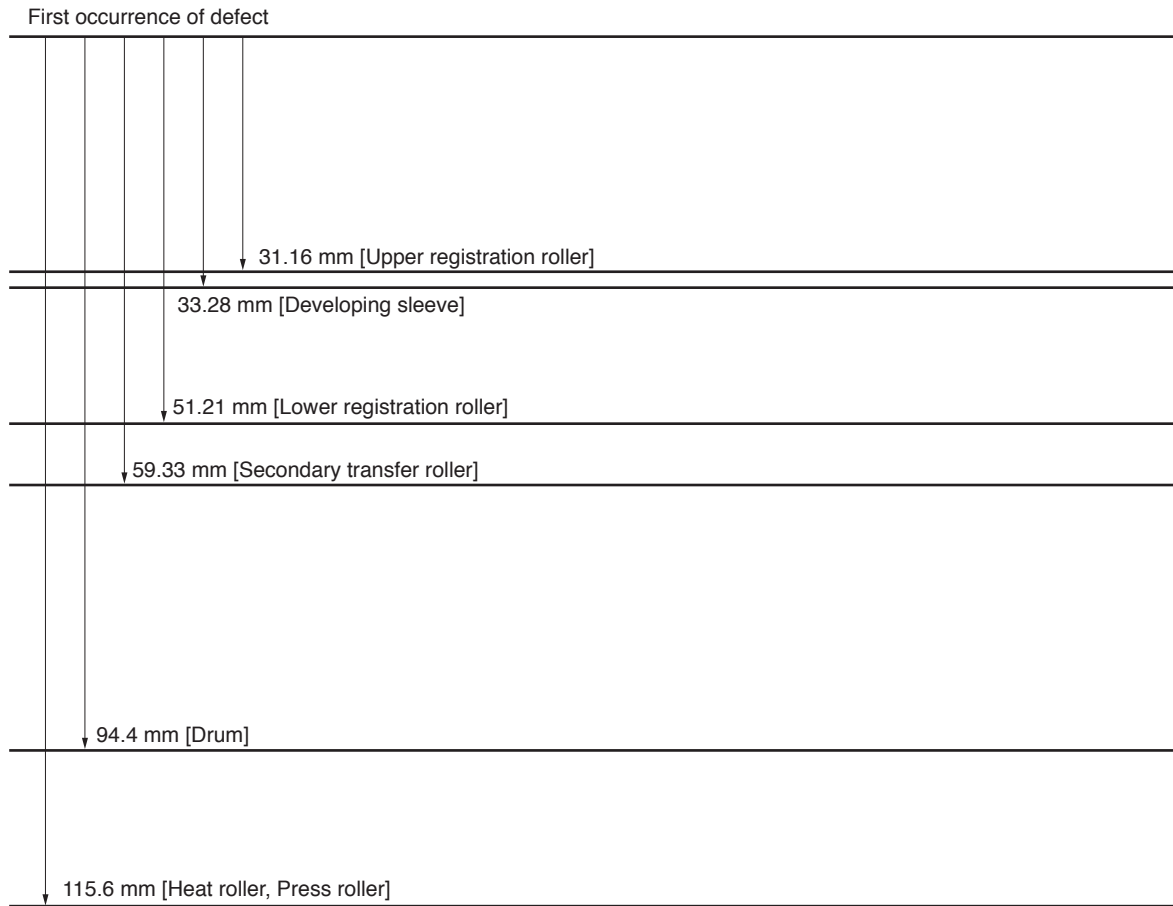 First occurrence of defect
31.16 mm [Upper registration roller]
33.28 mm [Developing sleeve]
51.21 mm [Lower registration roller]
59.33 mm [Secondary transfer roller]
94.4 mm [Drum]
115.6 mm [Heat roller, Press roller]